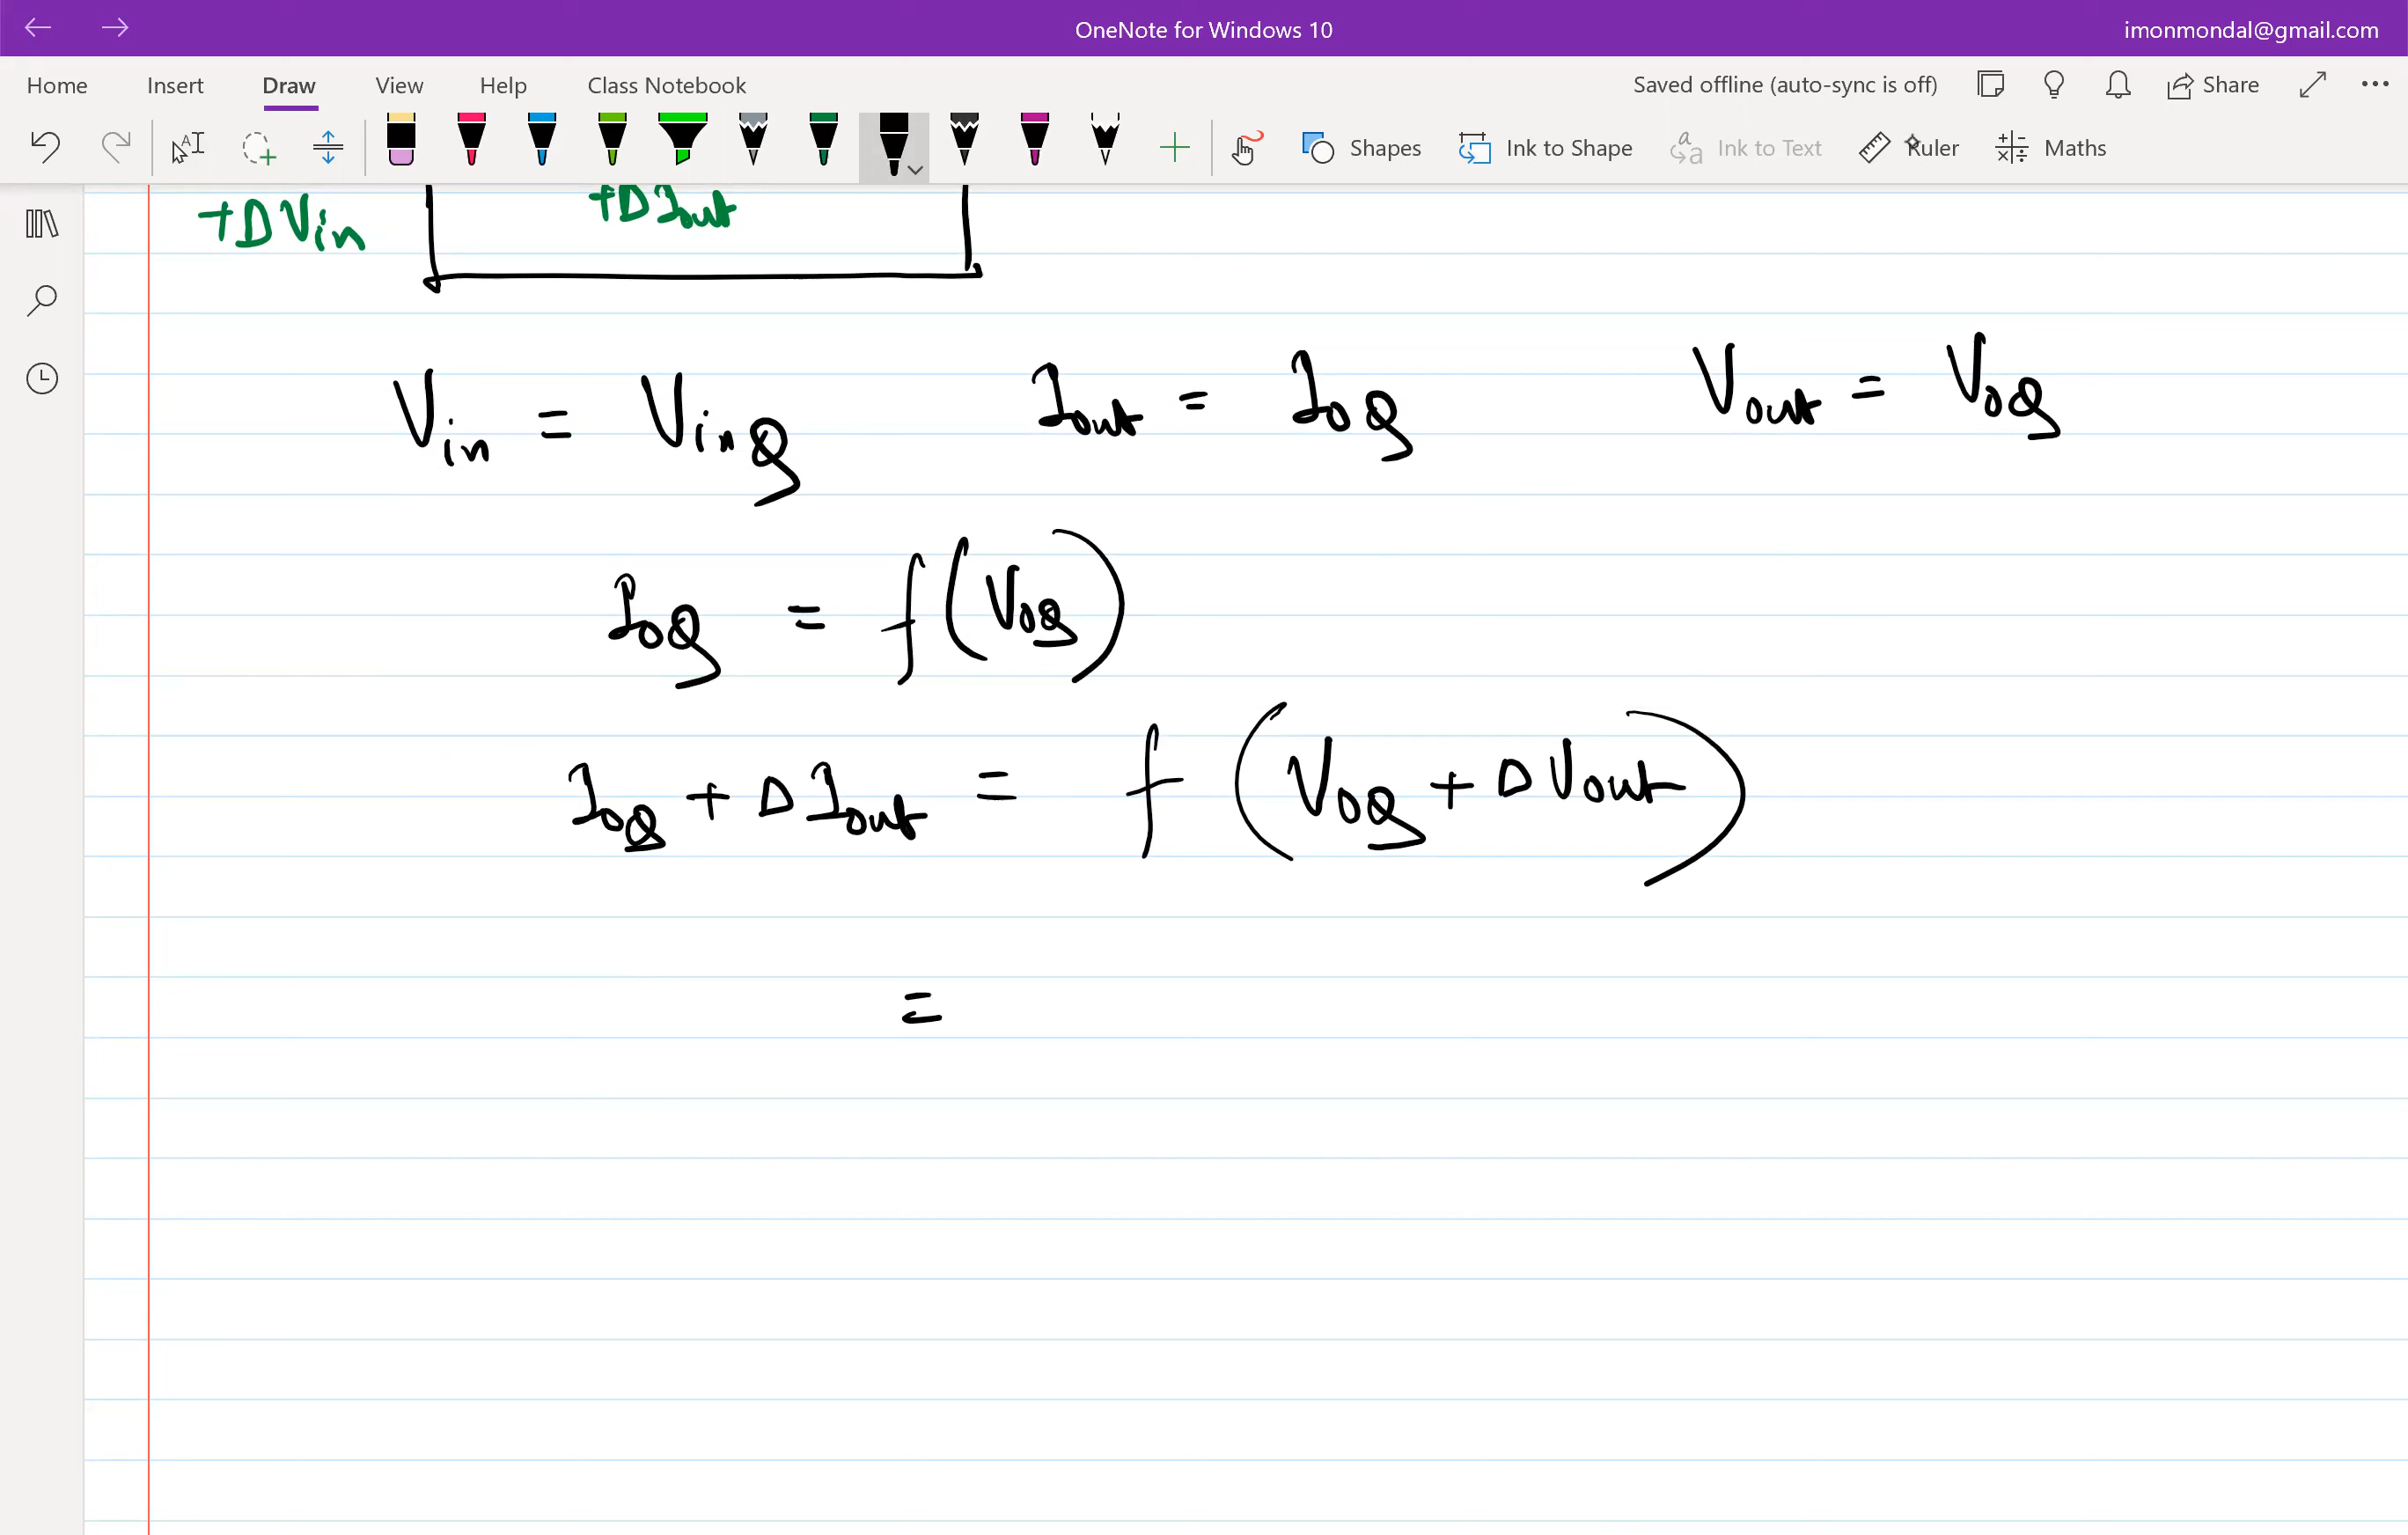 OneNote for Windows 10 imonmondal@gmail.com
Home Insert Draw View Help Class Notebook Saved offline (auto-sync is off) Share
Shapes Ink to Shape Ink to Text Ruler Maths
+ΔVin +ΔIout
Vin = VinQ Iout = IoQ Vout = VoQ
IoQ = f(VoQ)
IoQ + ΔIout = f(VoQ + ΔVout)
=